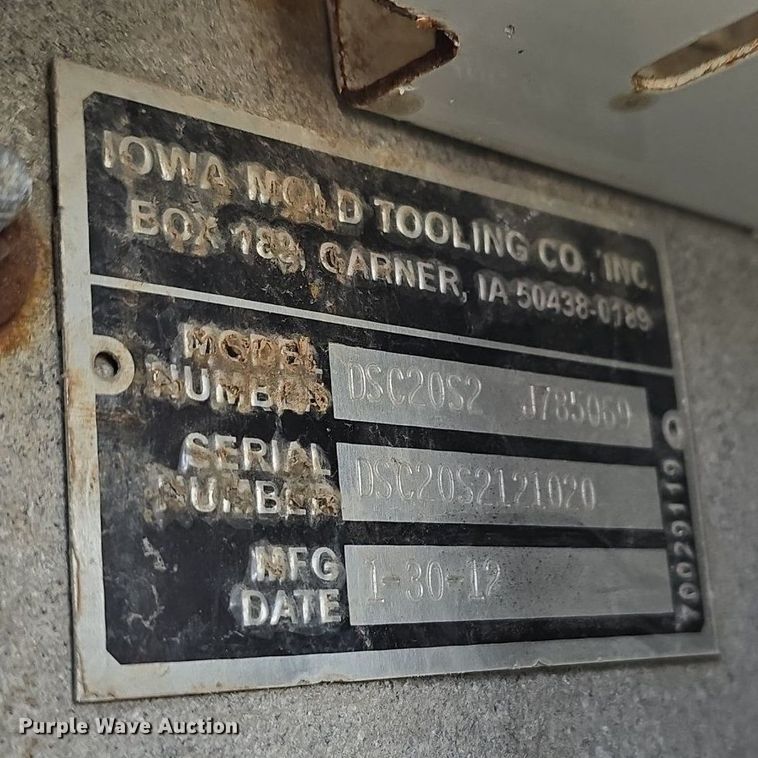 IOWA MOLD TOOLING CO., INC.
BOX 189, GARNER, IA 50438-0189
MODEL
NUMBER
DSC20S2 J785069
SERIAL
NUMBER
DSC20S2121020
MFG
DATE
1-30-12
70029119
Purple Wave Auction